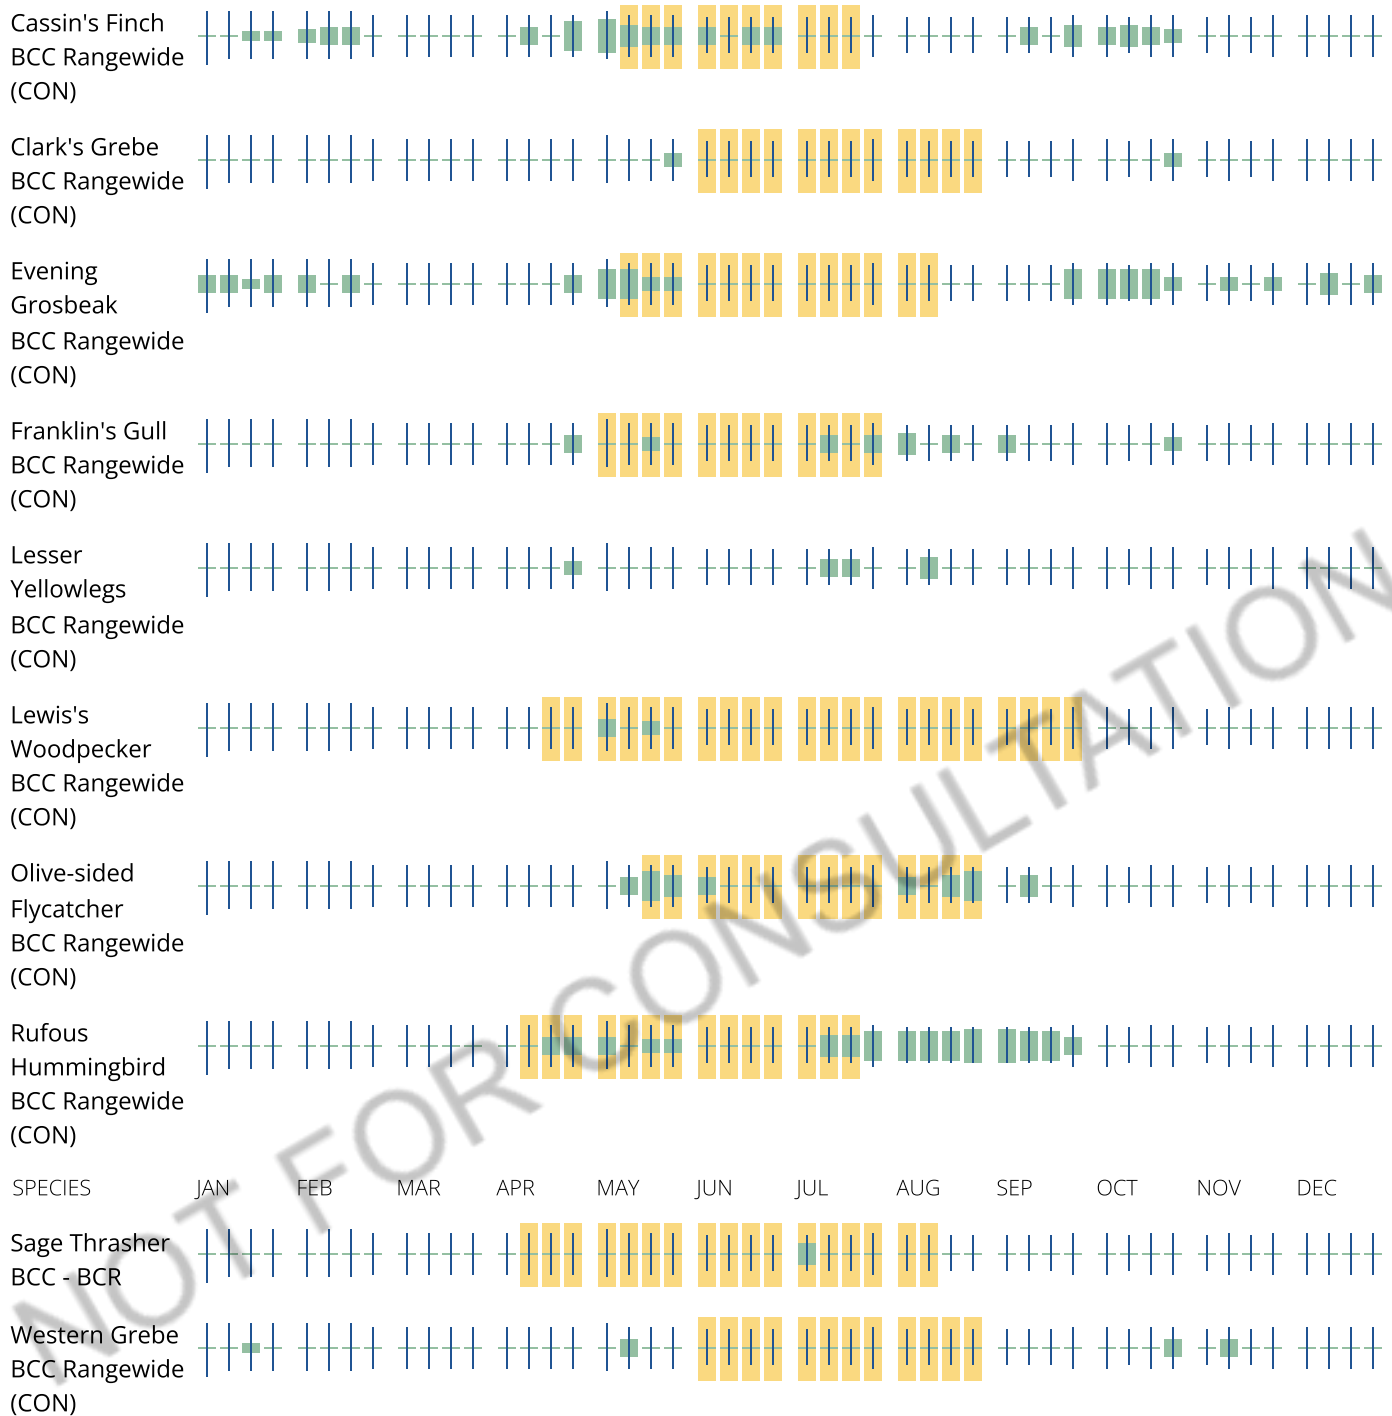 Cassin's Finch
BCC Rangewide
(CON)
Clark's Grebe
BCC Rangewide
(CON)
Evening
Grosbeak
BCC Rangewide
(CON)
Franklin's Gull
BCC Rangewide
(CON)
Lesser
Yellowlegs
BCC Rangewide
(CON)
Lewis's
Woodpecker
BCC Rangewide
(CON)
Olive-sided
Flycatcher
BCC Rangewide
(CON)
Rufous
Hummingbird
BCC Rangewide
(CON)
SPECIES JAN FEB MAR APR MAY JUN JUL AUG SEP OCT NOV DEC
Sage Thrasher
BCC - BCR
Western Grebe
BCC Rangewide
(CON)
NOT FOR CONSULTATION